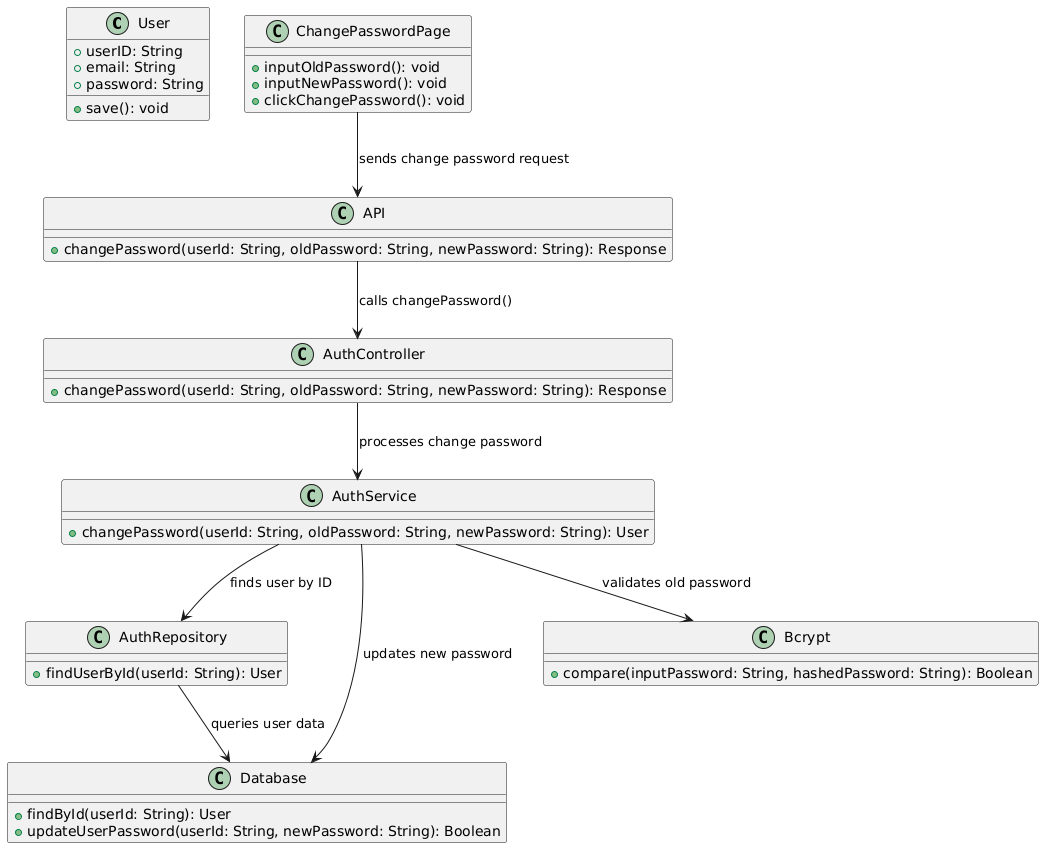 C User
userID: String
email: String
password: String
save(): void
C ChangePasswordPage
inputOldPassword(): void
inputNewPassword(): void
clickChangePassword(): void
sends change password request
C API
changePassword(userId: String, oldPassword: String, newPassword: String): Response
calls changePassword()
C AuthController
changePassword(userId: String, oldPassword: String, newPassword: String): Response
processes change password
C AuthService
changePassword(userId: String, oldPassword: String, newPassword: String): User
finds user by ID
validates old password
C AuthRepository
findUserById(userId: String): User
updates new password
C Bcrypt
compare(inputPassword: String, hashedPassword: String): Boolean
queries user data
C Database
findById(userId: String): User
updateUserPassword(userId: String, newPassword: String): Boolean